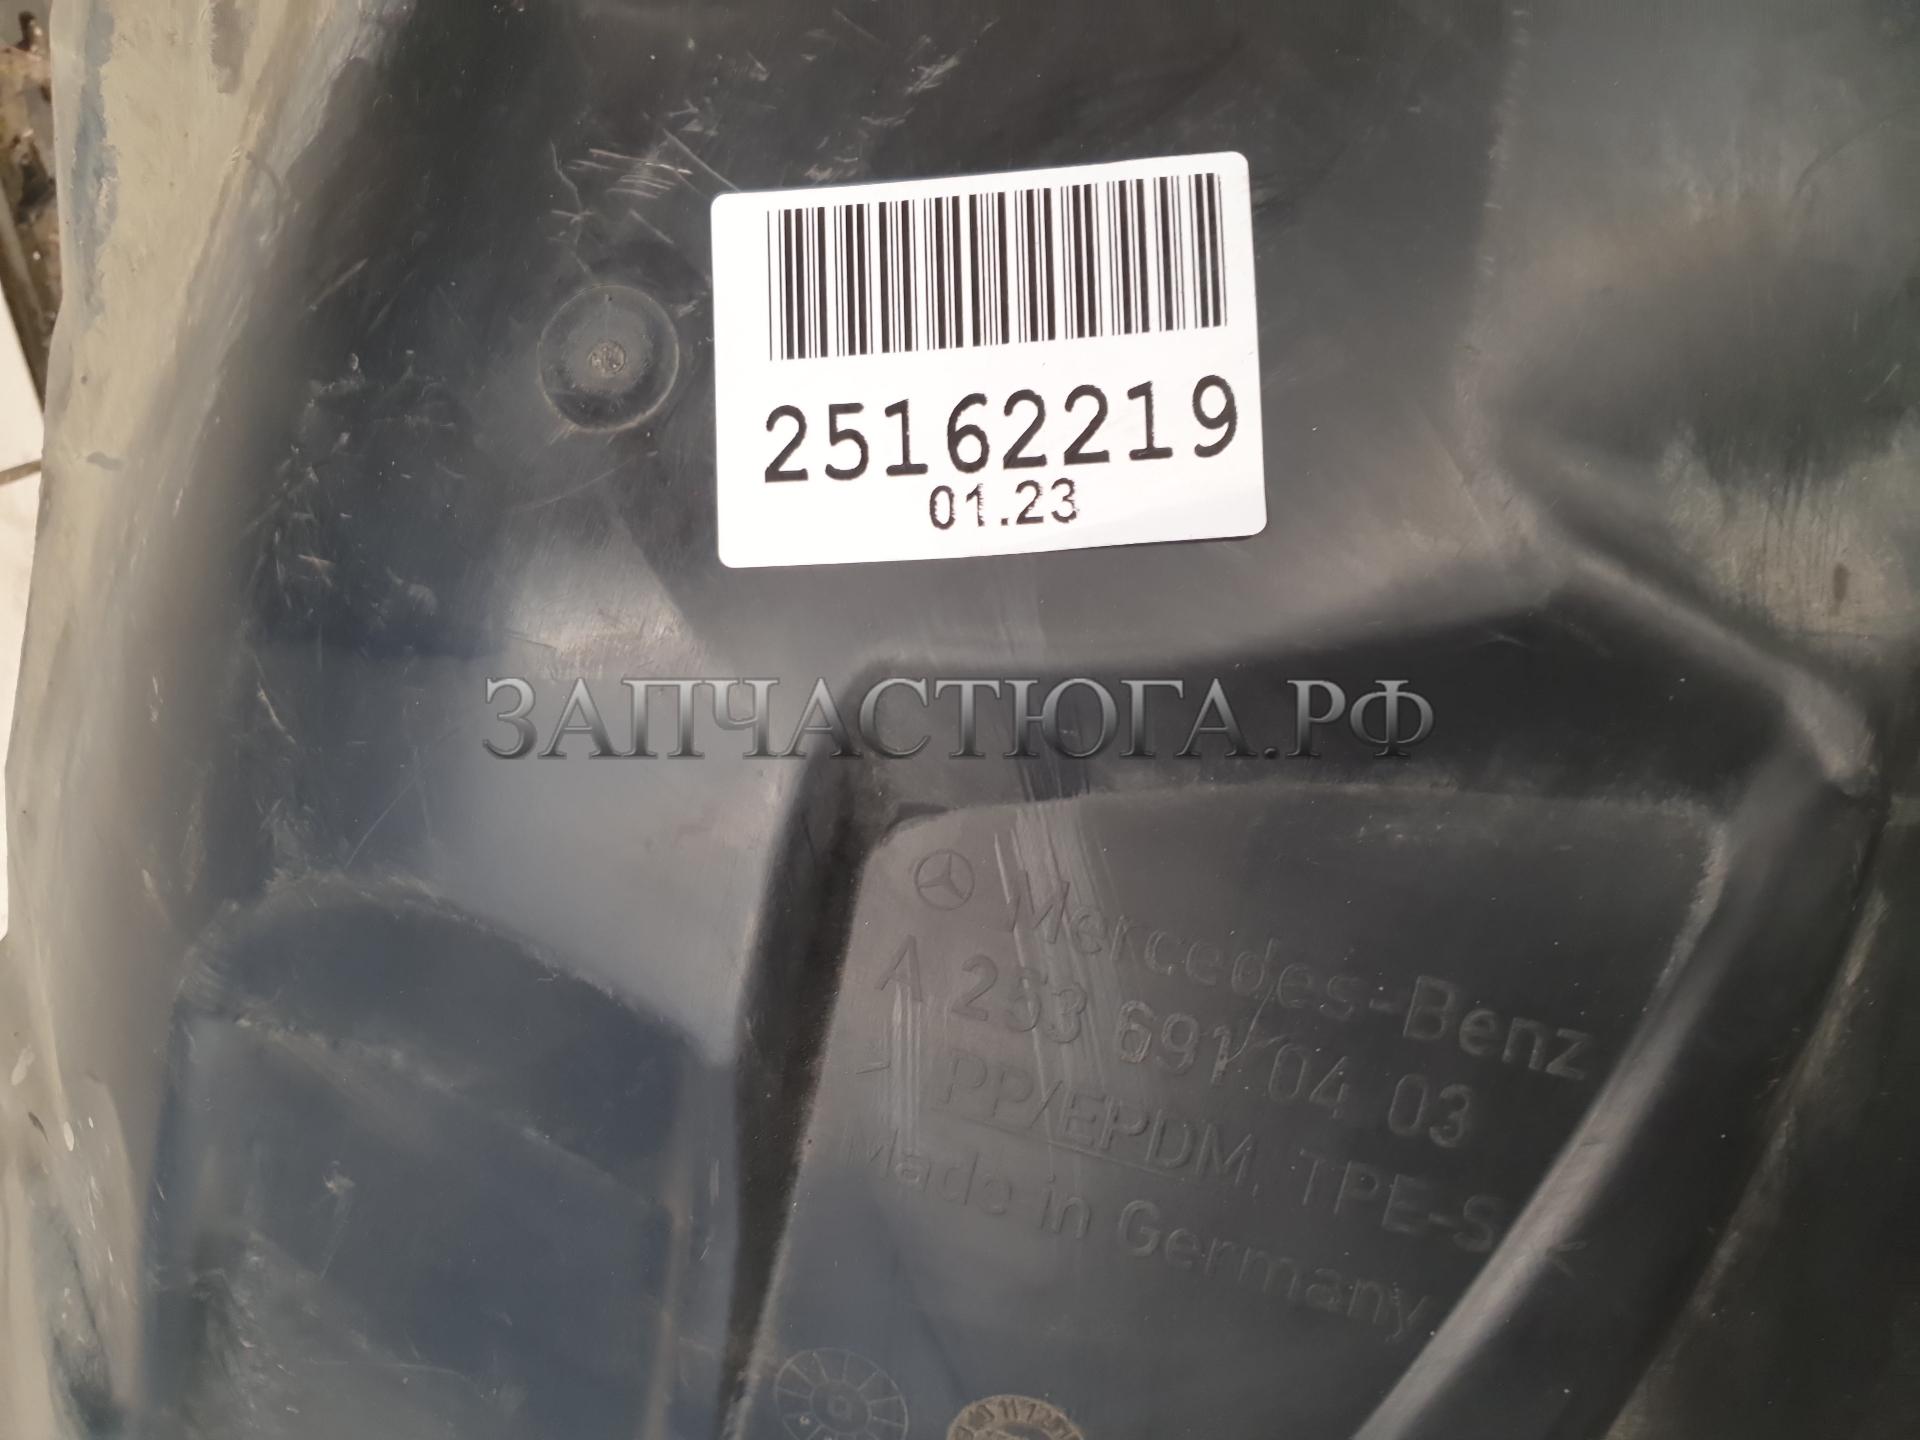 25162219
01.23
ЗАПЧАСТЮГА.РФ
Mercedes-Benz
A 253 691 04 03
> PP/EPDM, TPE-S <
Made in Germany